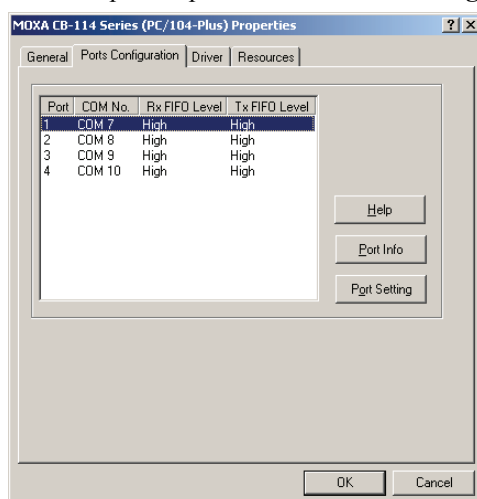 MOXA CB-114 Series (PC/104-Plus) Properties ? ×
General Ports Configuration Driver Resources
Port COM No. Rx FIFO Level Tx FIFO Level
1 COM 7 High High
2 COM 8 High High
3 COM 9 High High
4 COM 10 High High
Help
Port Info
Port Setting
OK Cancel